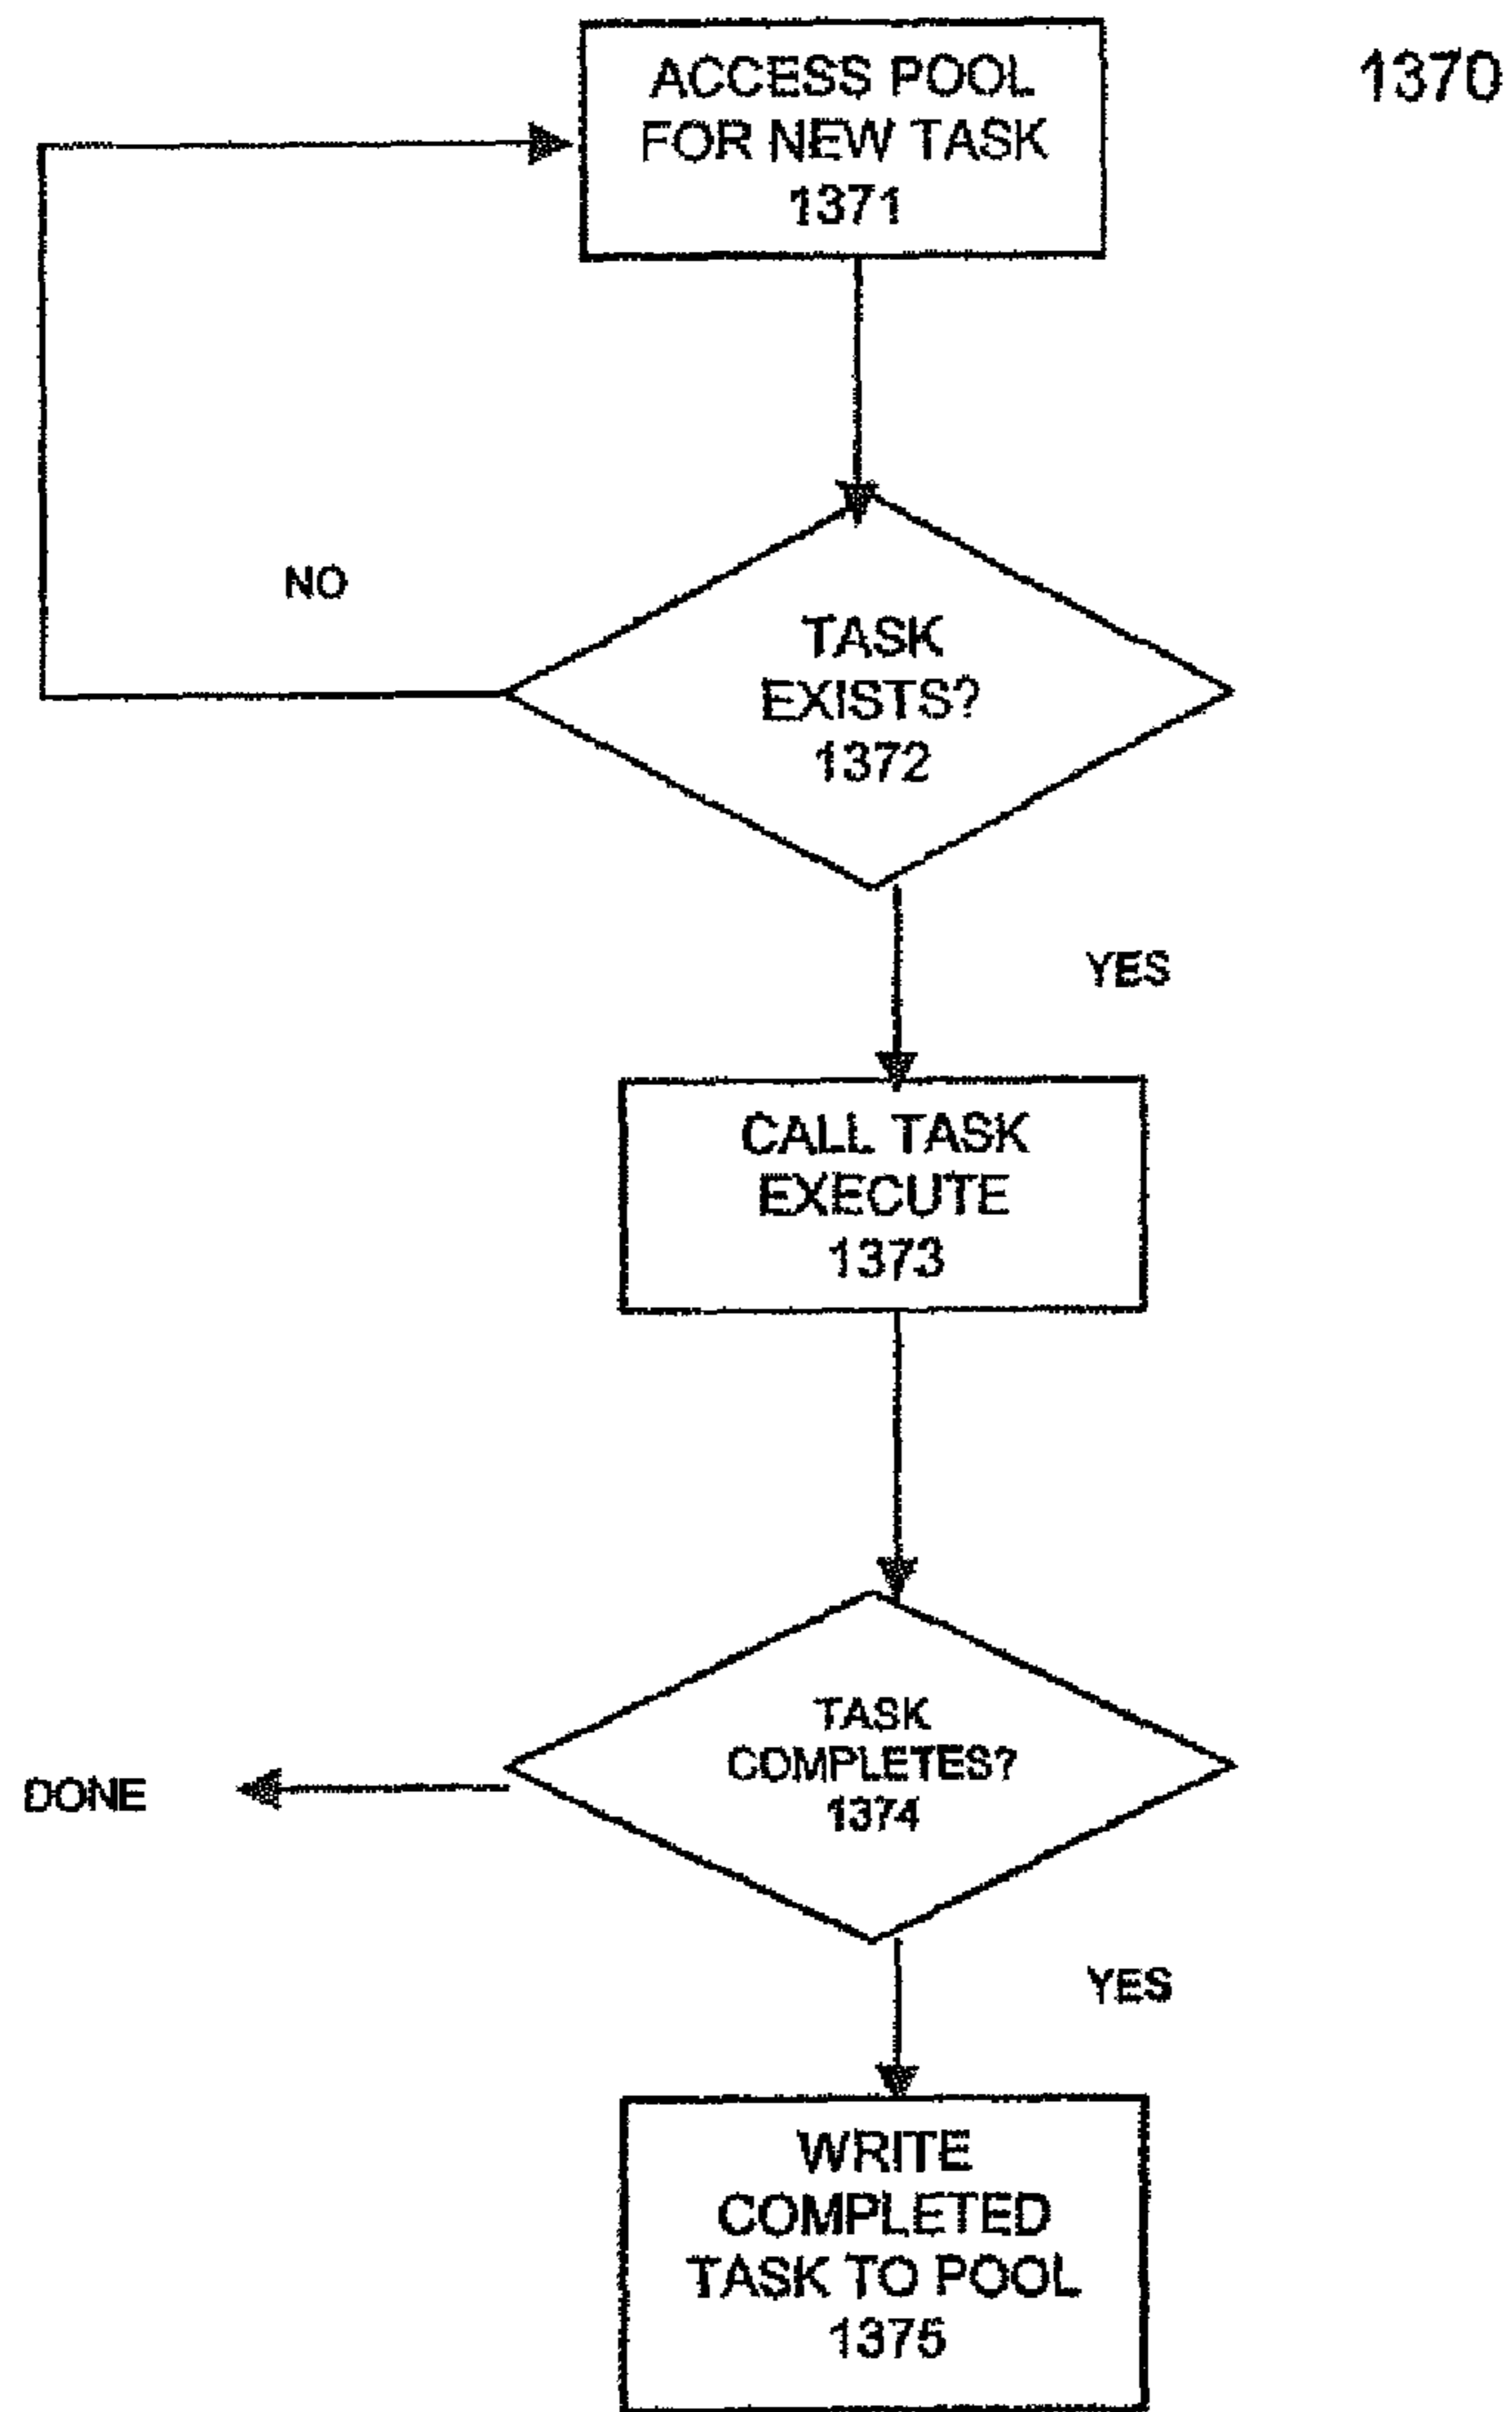 1370
ACCESS POOL
FOR NEW TASK
1371
NO
TASK
EXISTS?
1372
YES
CALL TASK
EXECUTE
1373
TASK
COMPLETES?
1374
DONE
YES
WRITE
COMPLETED
TASK TO POOL
1375